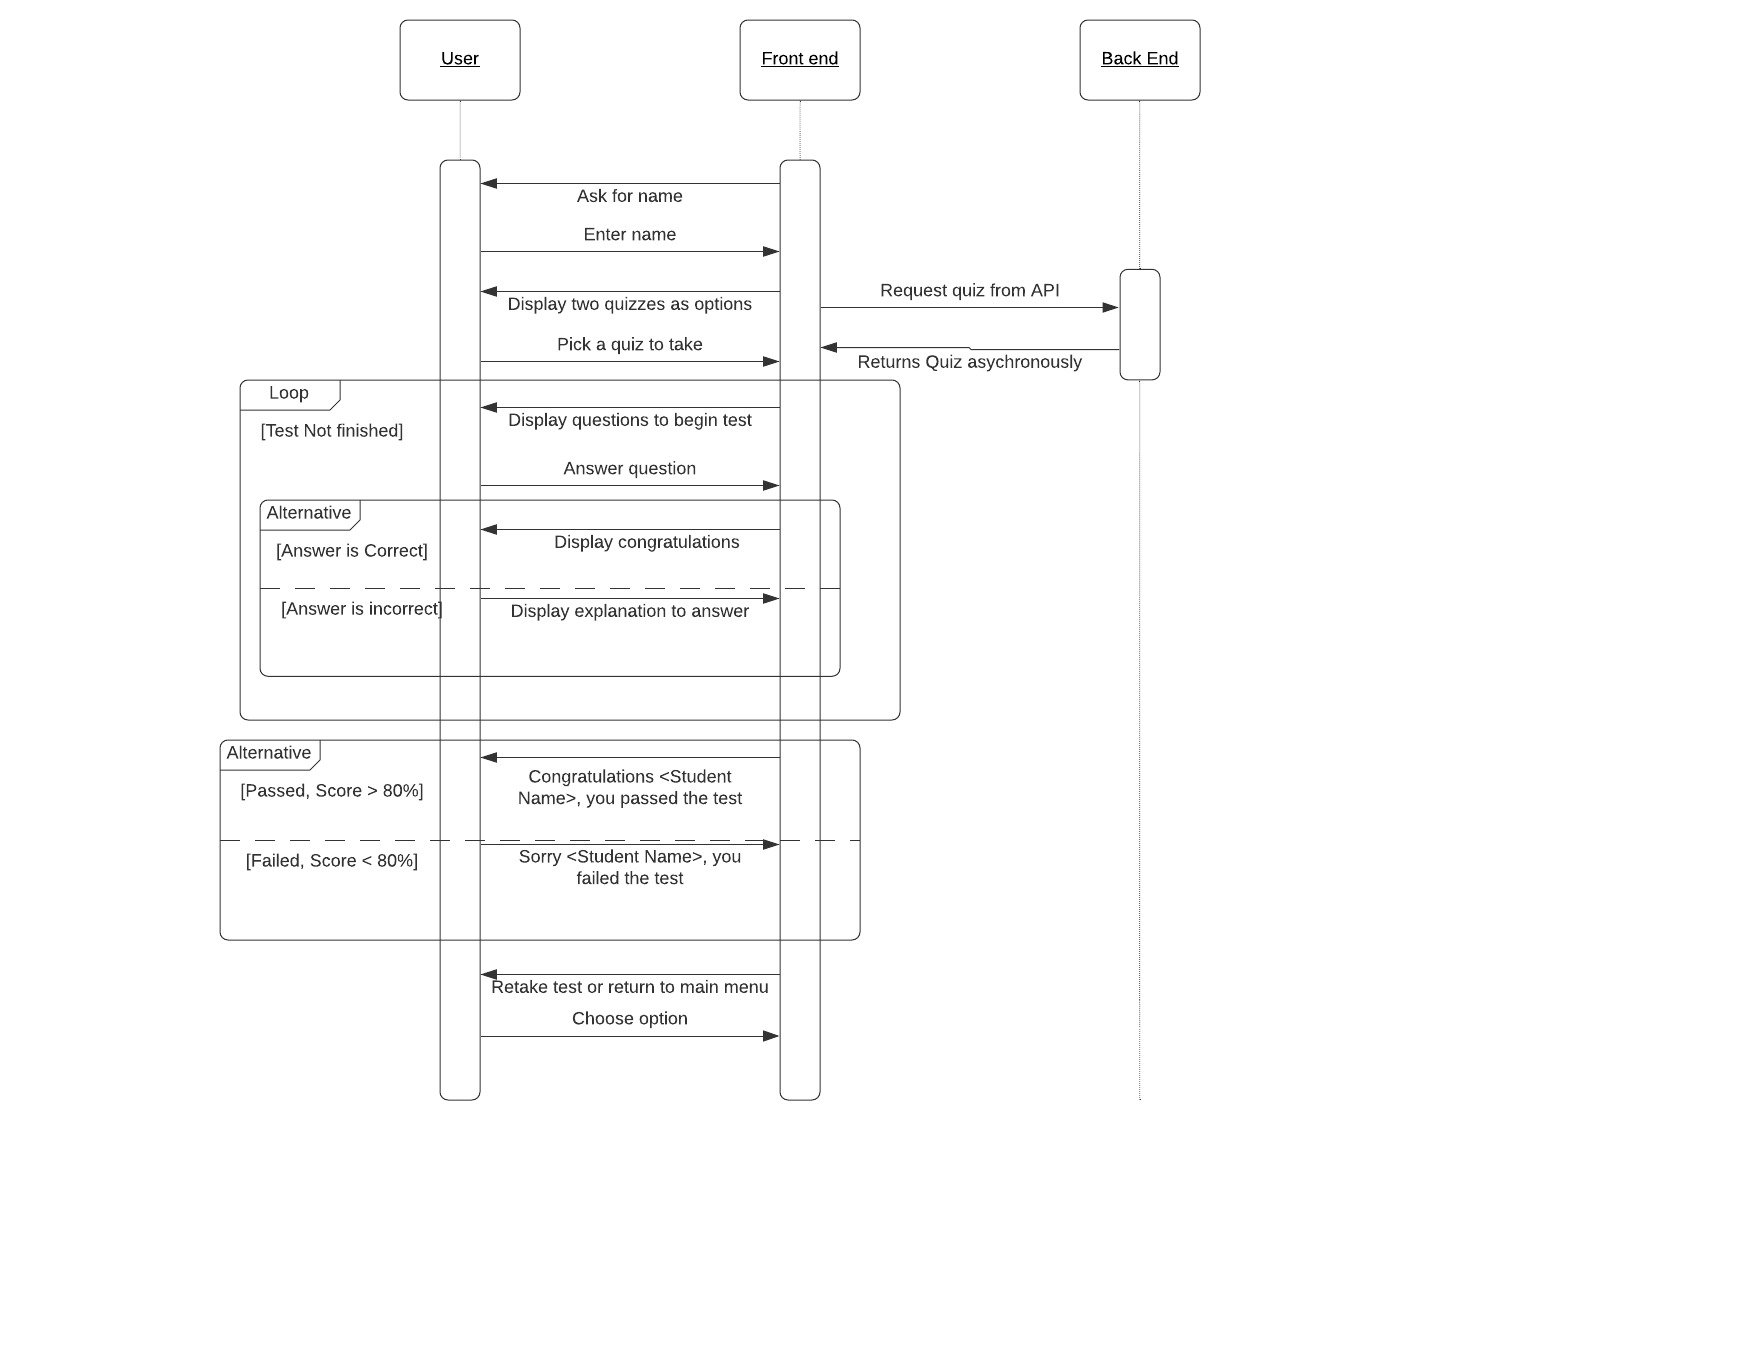 User
Front end
Back End
Ask for name
Enter name
Request quiz from API
Display two quizzes as options
Pick a quiz to take
Returns Quiz asychronously
Loop
[Test Not finished]
Display questions to begin test
Answer question
Alternative
Display congratulations
[Answer is Correct]
[Answer is incorrect]
Display explanation to answer
Alternative
[Passed, Score > 80%]
Congratulations <Student
Name>, you passed the test
[Failed, Score < 80%]
Sorry <Student Name>, you
failed the test
Retake test or return to main menu
Choose option